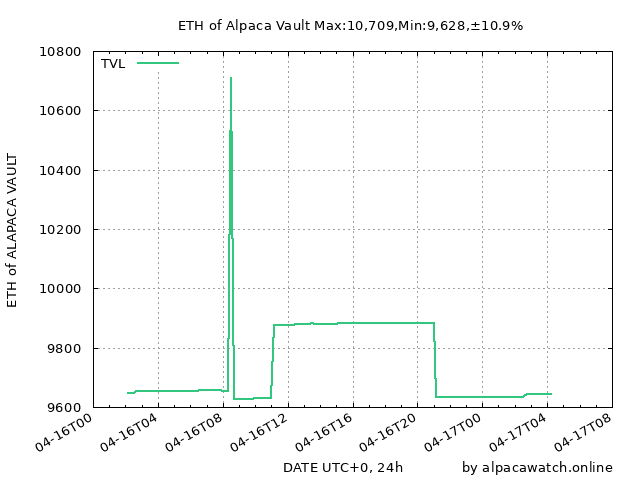 ETH of Alpaca Vault Max:10,709,Min:9,628,±10.9%
TVL
10800
10600
10400
10200
10000
9800
9600
ETH of ALAPACA VAULT
04-16T00
04-16T04
04-16T08
04-16T12
04-16T16
04-16T20
04-17T00
04-17T04
04-17T08
DATE UTC+0, 24h
by alpacawatch.online